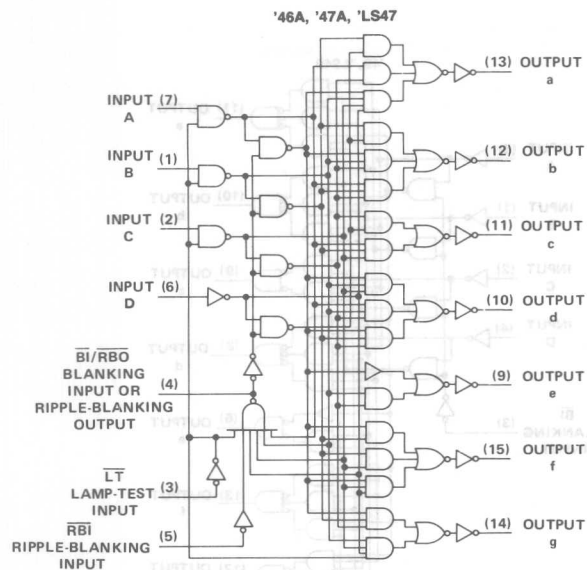 '46A, '47A, 'LS47
INPUT (7)
A
INPUT (1)
B
INPUT (2)
C
INPUT (6)
D
BI/RBO
BLANKING
INPUT OR (4)
RIPPLE-BLANKING
OUTPUT
LT
LAMP-TEST (3)
INPUT
RBI (5)
RIPPLE-BLANKING
INPUT
(13) OUTPUT
a
(12) OUTPUT
b
(11) OUTPUT
c
(10) OUTPUT
d
(9) OUTPUT
e
(15) OUTPUT
f
(14) OUTPUT
g